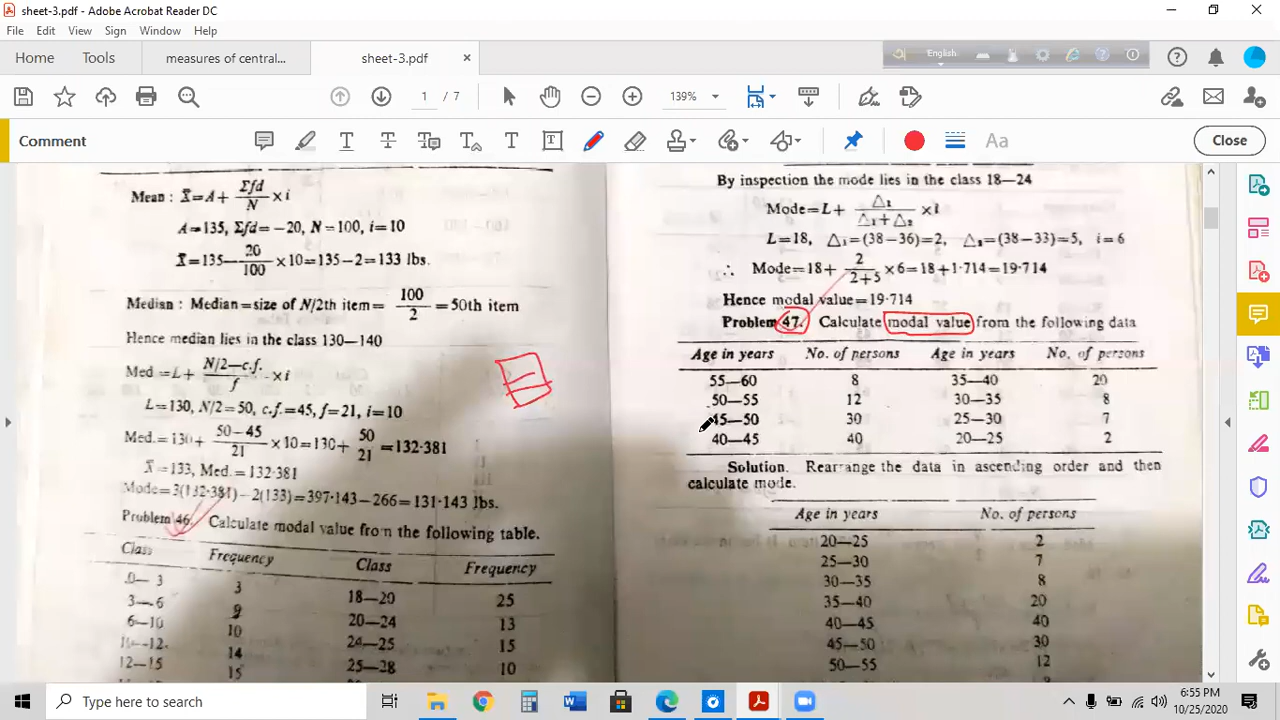 sheet-3.pdf - Adobe Acrobat Reader DC
File Edit View Sign Window Help
Home Tools measures of central... sheet-3.pdf
English
1 / 7 139%
Comment
Close
Mean : X̄=A+ Σfd/N ×i
A=135, Σfd=-20, N=100, i=10
X̄=135- 20/100 ×10=135-2=133 lbs.
Median : Median=size of N/2th item= 100/2 =50th item
Hence median lies in the class 130-140
Med.=L+ N/2-c.f./f ×i
L=130, N/2=50, c.f.=45, f=21, i=10
Med.=130+ 50-45/21 ×10=130+ 50/21 =132·381
X̄=133, Med.=132·381
Mode=3(132·381)-2(133)=397·143-266=131·143 lbs.
Problem 46. Calculate modal value from the following table.
Class Frequency Class Frequency
0-3 3 18-20 25
3-6 9 20-24 13
6-10 10 24-25 15
14 25-28 10
12-15 15
By inspection the mode lies in the class 18—24
Mode=L+ △₁/△₁+△₂ ×i
L=18, △₁=(38-36)=2, △₂=(38-33)=5, i=6
∴ Mode=18+ 2/2+5 ×6=18+1·714=19·714
Hence modal value=19·714
Problem 47. Calculate modal value from the following data
Age in years No. of persons Age in years No. of persons
55—60 8 35—40 20
50—55 12 30—35 8
45—50 30 25—30 7
40—45 40 20—25 2
Solution. Rearrange the data in ascending order and then
calculate mode.
Age in years No. of persons
20—25 2
25—30 7
30—35 8
35—40 20
40—45 40
45—50 30
50—55 12
Type here to search
6:55 PM
10/25/2020